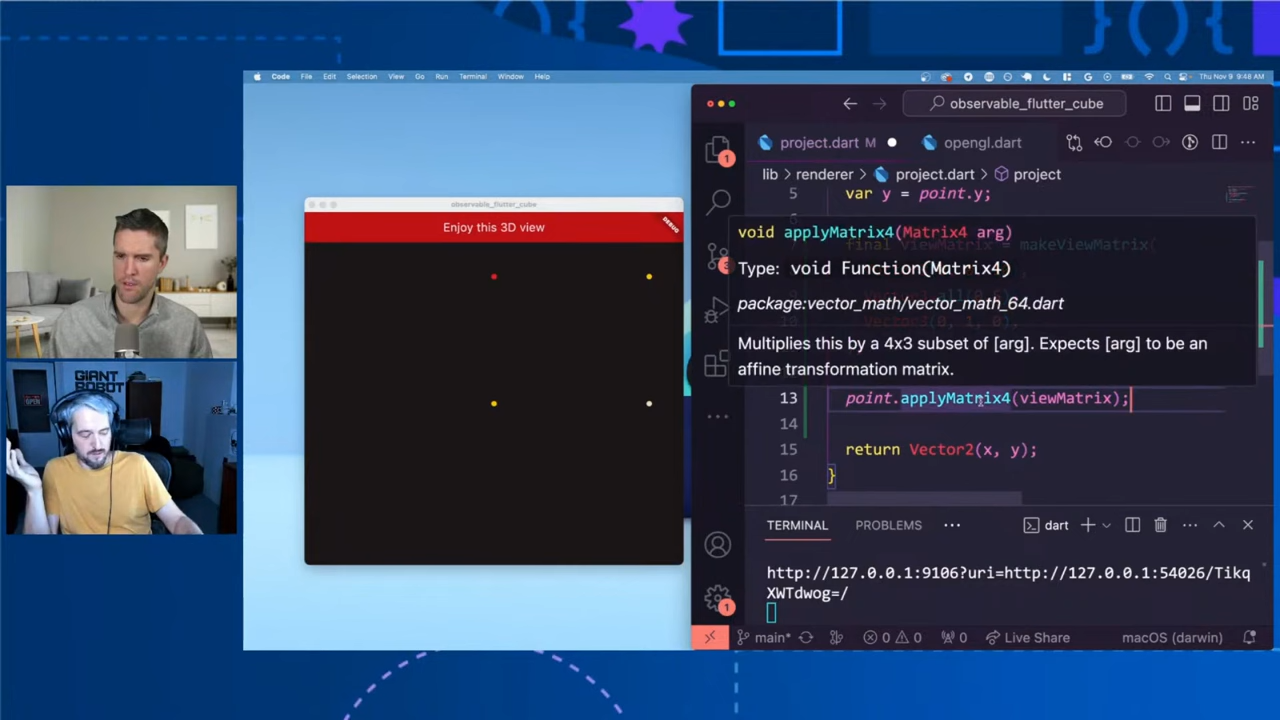 Code File Edit Selection View Go Run Terminal Window Help
Thu Nov 9 9:46 AM
observable_flutter_cube
project.dart M
opengl.dart
lib > renderer > project.dart > project
5 var y = point.y;
void applyMatrix4(Matrix4 arg)
Type: void Function(Matrix4)
package:vector_math/vector_math_64.dart
Multiplies this by a 4x3 subset of [arg]. Expects [arg] to be an
affine transformation matrix.
13 point.applyMatrix4(viewMatrix);
14
15 return Vector2(x, y);
16 }
17
TERMINAL PROBLEMS ...
dart
http://127.0.0.1:9106?uri=http://127.0.0.1:54026/Tikq
XWTdwog=/
main* 0 0 0 Live Share macOS (darwin)
observable_flutter_cube
Enjoy this 3D view
DEBUG
GIANT
ROBOT